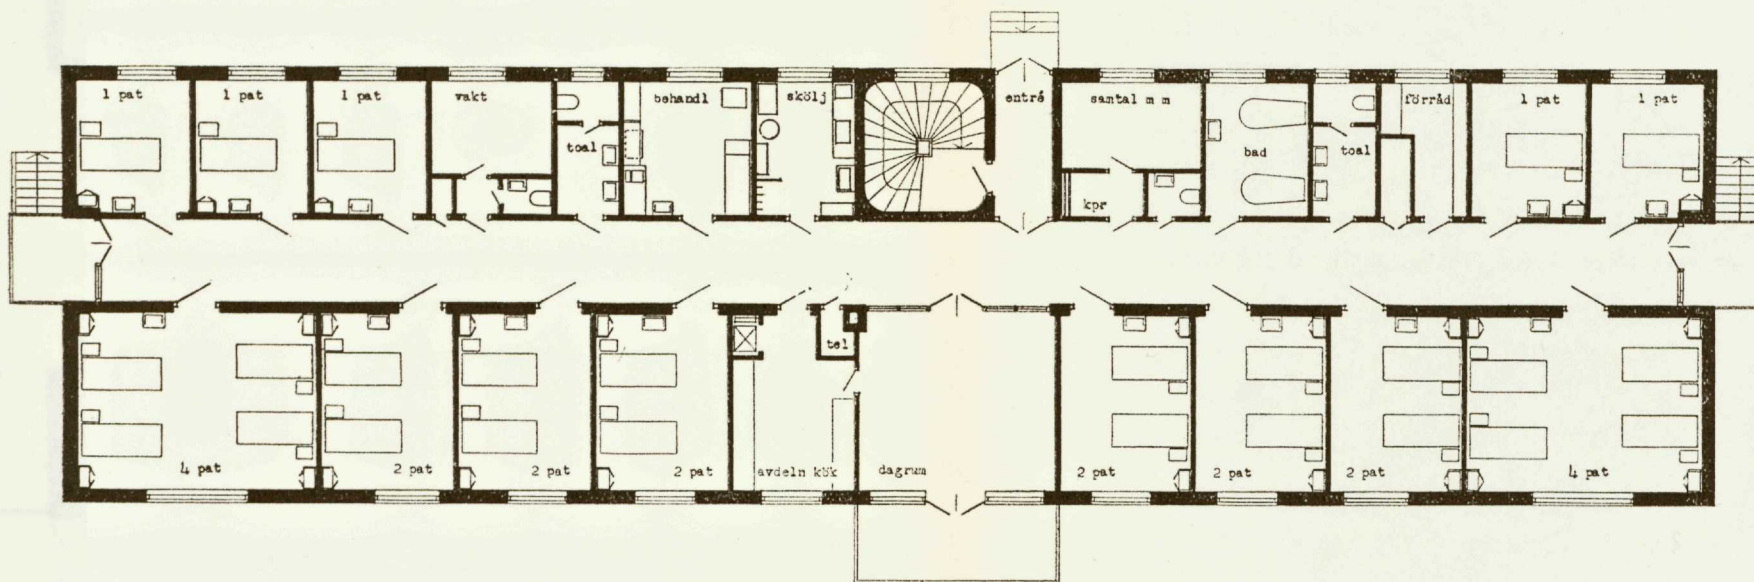 1 pat
1 pat
1 pat
vakt
toal
behandl
skölj
entré
samtal m m
kpr
bad
toal
förråd
1 pat
1 pat
4 pat
2 pat
2 pat
2 pat
avdeln kök
tel
dagrum
2 pat
2 pat
2 pat
4 pat